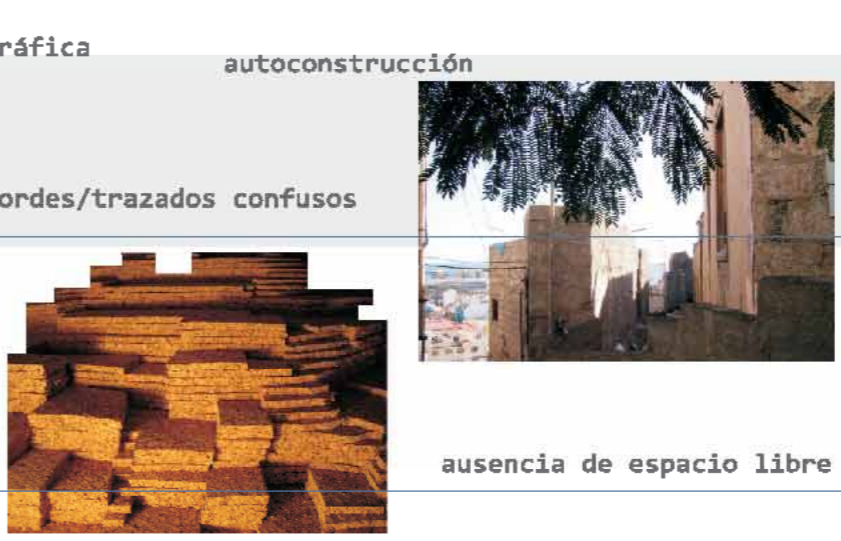 ráfica
autoconstrucción
ordes/trazados confusos
ausencia de espacio libre